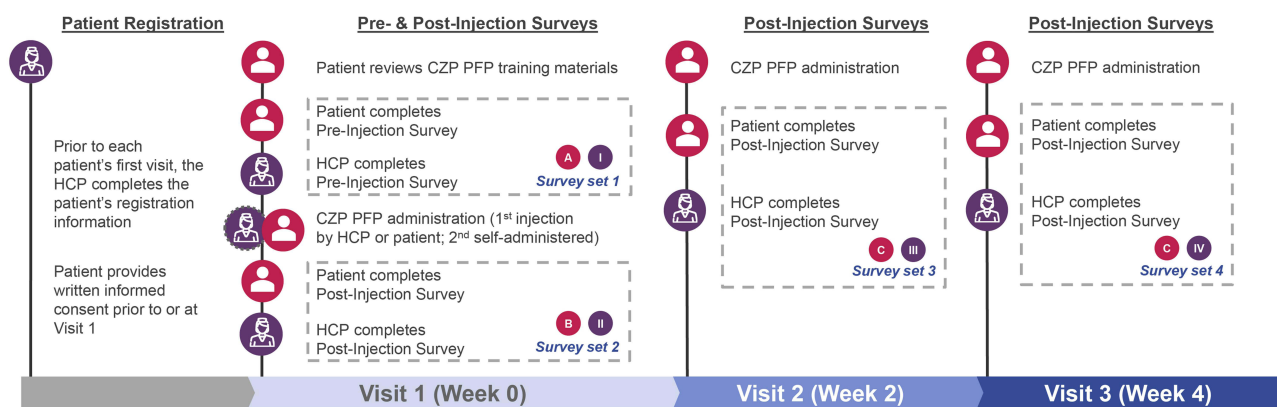 Patient Registration
Prior to each
patient's first visit, the
HCP completes the
patient's registration
information
Patient provides
written informed
consent prior to or at
Visit 1
Pre- & Post-Injection Surveys
Patient reviews CZP PFP training materials
Patient completes
Pre-Injection Survey
HCP completes
Pre-Injection Survey
A I
Survey set 1
CZP PFP administration (1st injection
by HCP or patient; 2nd self-administered)
Patient completes
Post-Injection Survey
HCP completes
Post-Injection Survey
B II
Survey set 2
Post-Injection Surveys
CZP PFP administration
Patient completes
Post-Injection Survey
HCP completes
Post-Injection Survey
C III
Survey set 3
Post-Injection Surveys
CZP PFP administration
Patient completes
Post-Injection Survey
HCP completes
Post-Injection Survey
C IV
Survey set 4
Visit 1 (Week 0)
Visit 2 (Week 2)
Visit 3 (Week 4)